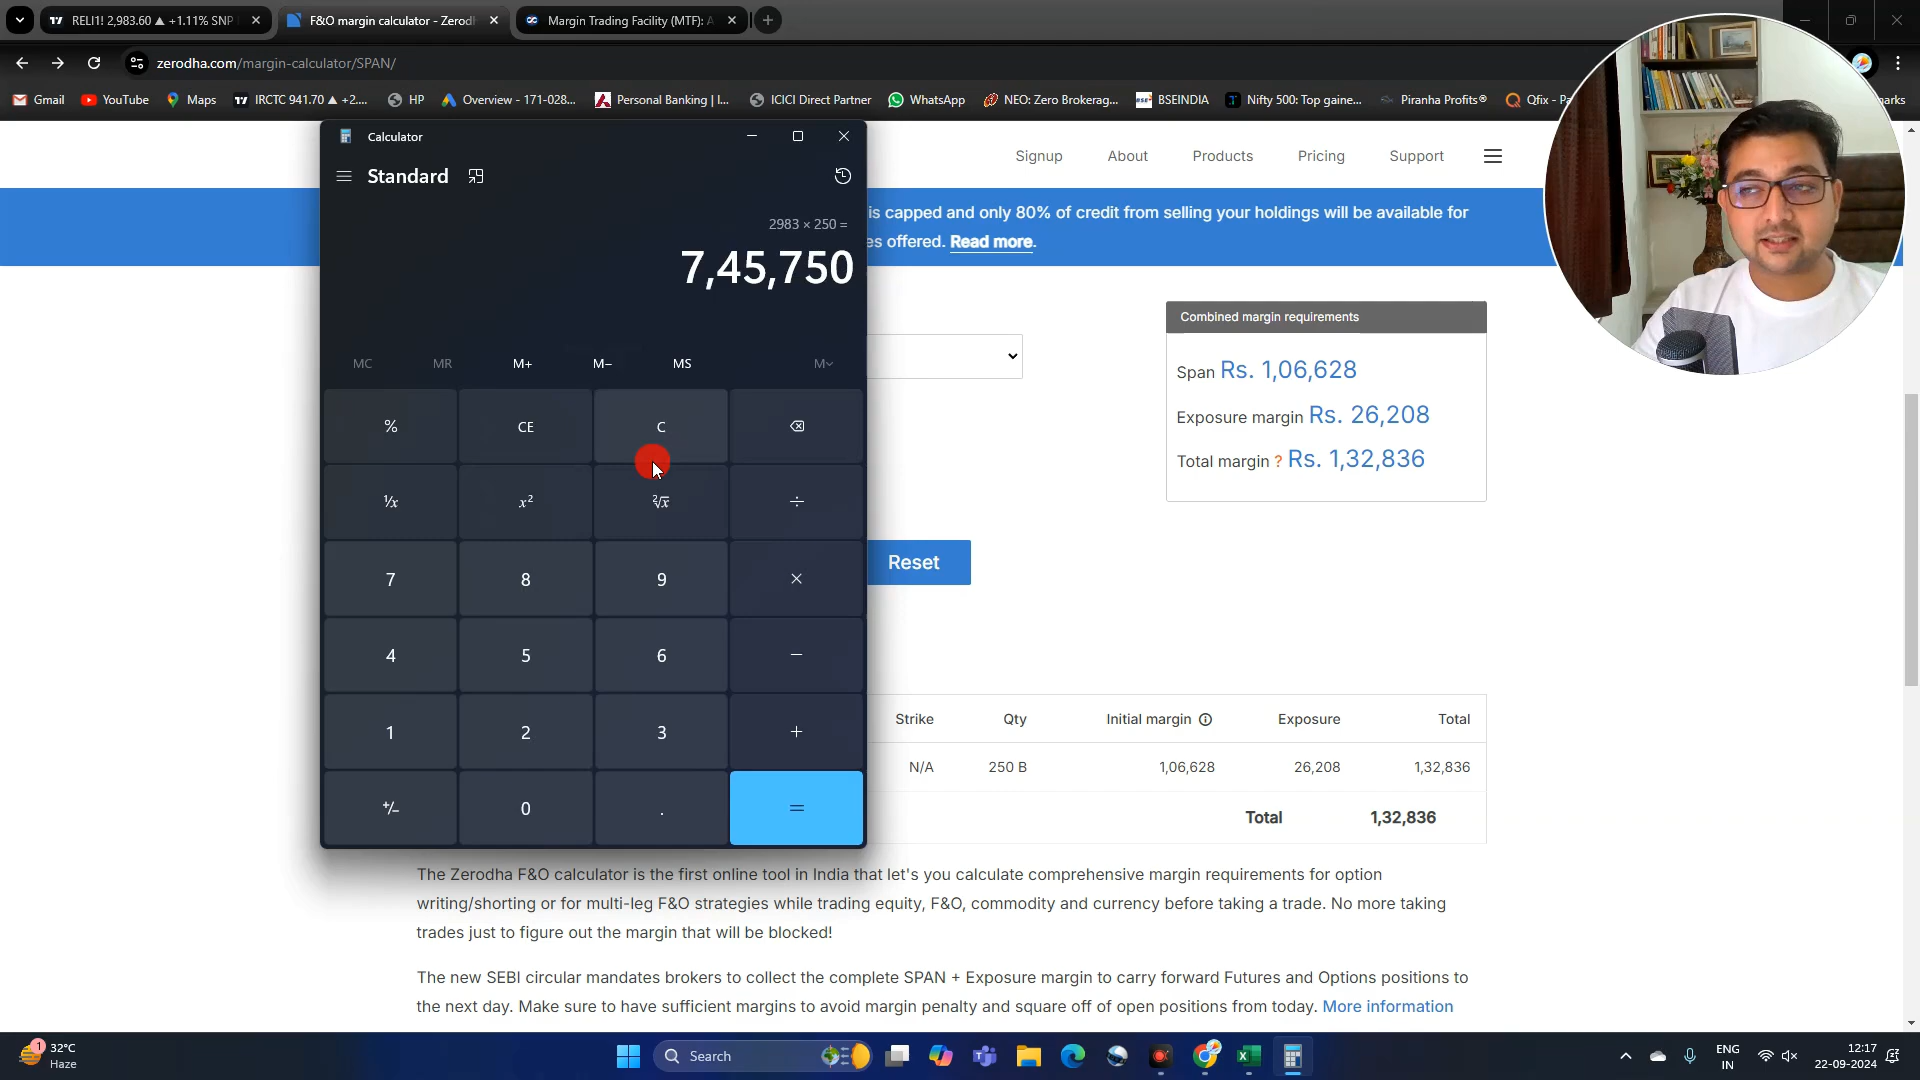 RELI1! 2,983.60 ▲ +1.11% SNP
F&O margin calculator - Zerodh
Margin Trading Facility (MTF): A
zerodha.com/margin-calculator/SPAN/
Gmail
YouTube
Maps
IRCTC 941.70 ▲ +2....
HP
Overview - 171-028...
Personal Banking | I...
ICICI Direct Partner
WhatsApp
NEO: Zero Brokerag...
BSEINDIA
Nifty 500: Top gaine...
Piranha Profits®
Qfix - Pa
arks
Calculator
Standard
2983 × 250 =
7,45,750
MC MR M+ M− MS M˅
% CE C
⅟x x² ²√x ÷
7 8 9 ×
4 5 6 −
1 2 3 +
+/− 0 . =
Signup About Products Pricing Support
is capped and only 80% of credit from selling your holdings will be available for
es offered. Read more.
Combined margin requirements
Span Rs. 1,06,628
Exposure margin Rs. 26,208
Total margin ? Rs. 1,32,836
Reset
Strike Qty Initial margin Exposure Total
N/A 250 B 1,06,628 26,208 1,32,836
Total 1,32,836
The Zerodha F&O calculator is the first online tool in India that let's you calculate comprehensive margin requirements for option
writing/shorting or for multi-leg F&O strategies while trading equity, F&O, commodity and currency before taking a trade. No more taking
trades just to figure out the margin that will be blocked!
The new SEBI circular mandates brokers to collect the complete SPAN + Exposure margin to carry forward Futures and Options positions to
the next day. Make sure to have sufficient margins to avoid margin penalty and square off of open positions from today. More information
1
32°C
Haze
Search
ENG
IN
12:17
22-09-2024